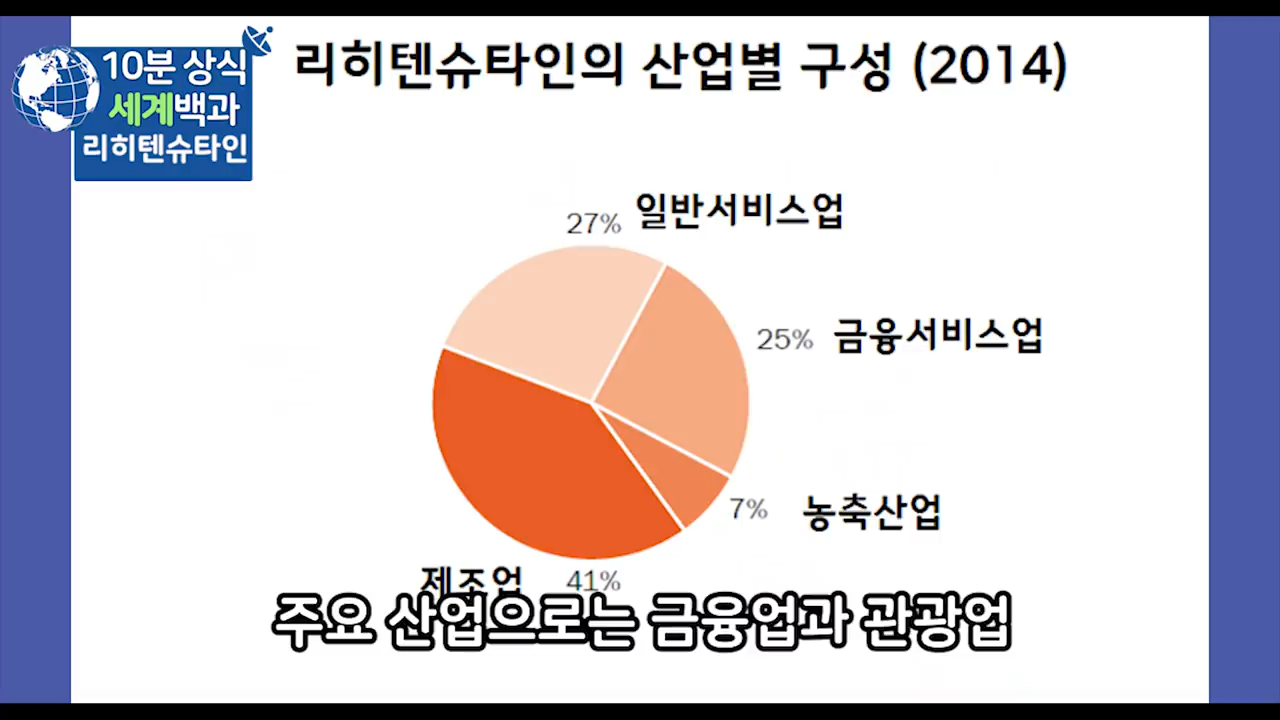 10분 상식
세계백과
리히텐슈타인
리히텐슈타인의 산업별 구성 (2014)
27% 일반서비스업
25% 금융서비스업
7% 농축산업
제조업 41%
주요 산업으로는 금융업과 관광업